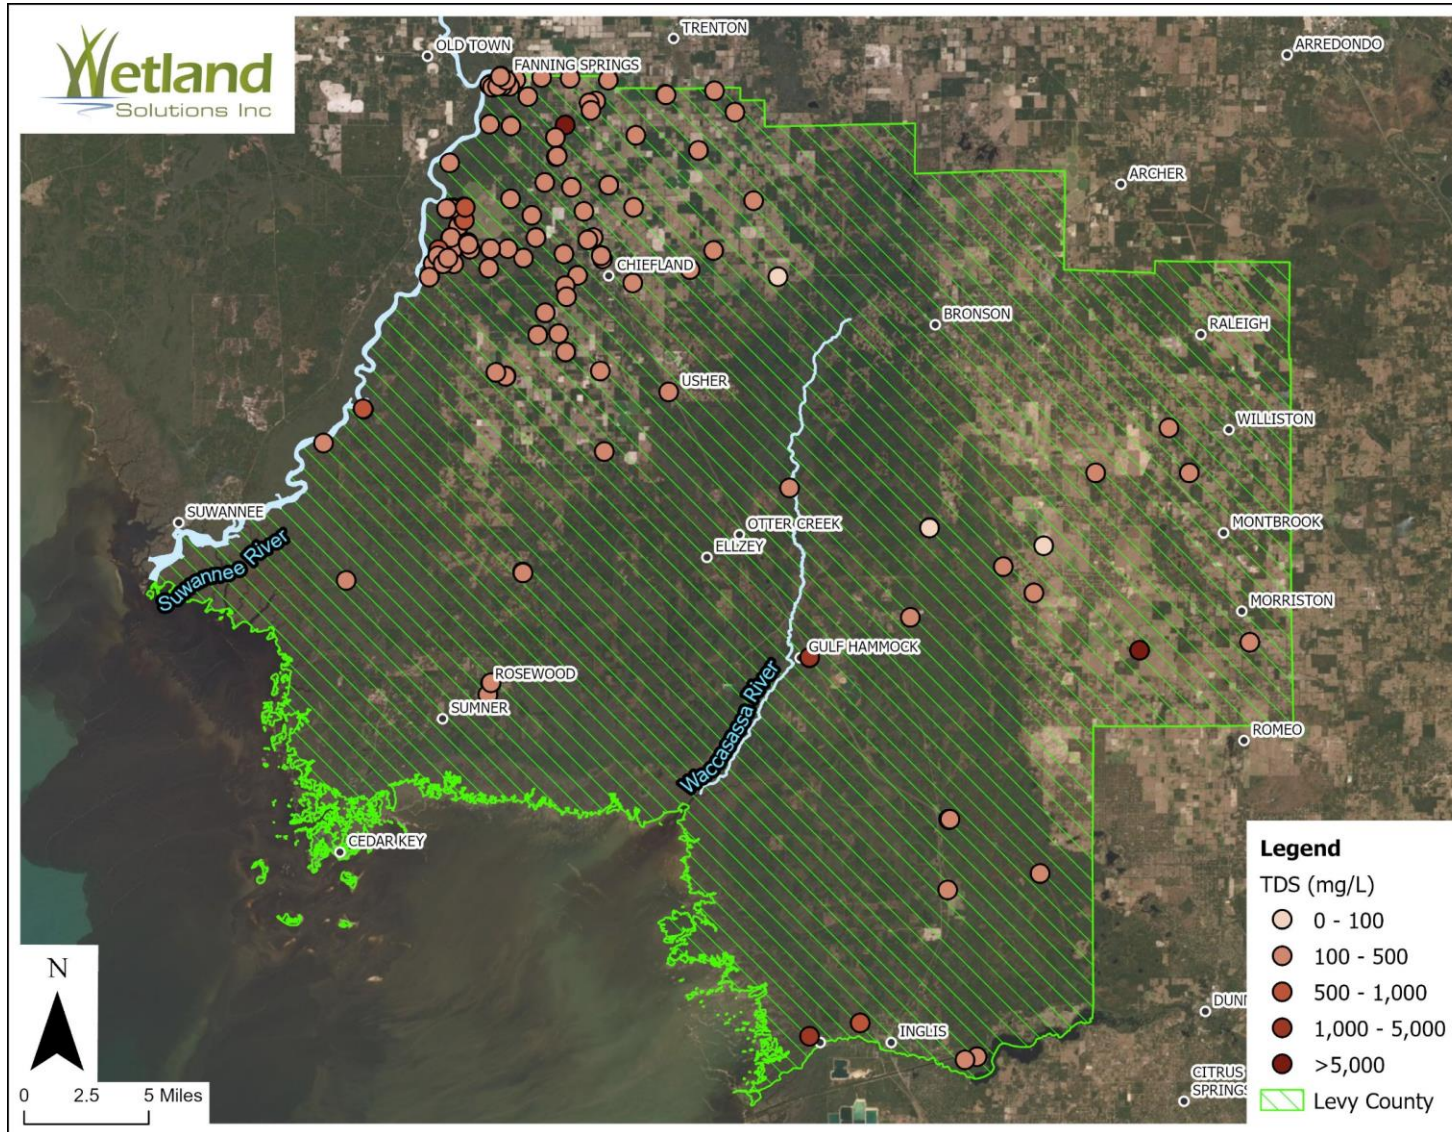 Wetland
Solutions Inc
OLD TOWN
TRENTON
ARREDONDO
FANNING SPRINGS
ARCHER
CHIEFLAND
BRONSON
RALEIGH
USHER
WILLISTON
SUWANNEE
OTTER CREEK
MONTBROOK
ELLZEY
Suwannee River
MORRISTON
GULF HAMMOCK
ROSEWOOD
SUMNER
Waccasassa River
ROMEO
CEDAR KEY
INGLIS
DUNN
CITRUS
SPRINGS
N
0 2.5 5 Miles
Legend
TDS (mg/L)
0 - 100
100 - 500
500 - 1,000
1,000 - 5,000
>5,000
Levy County